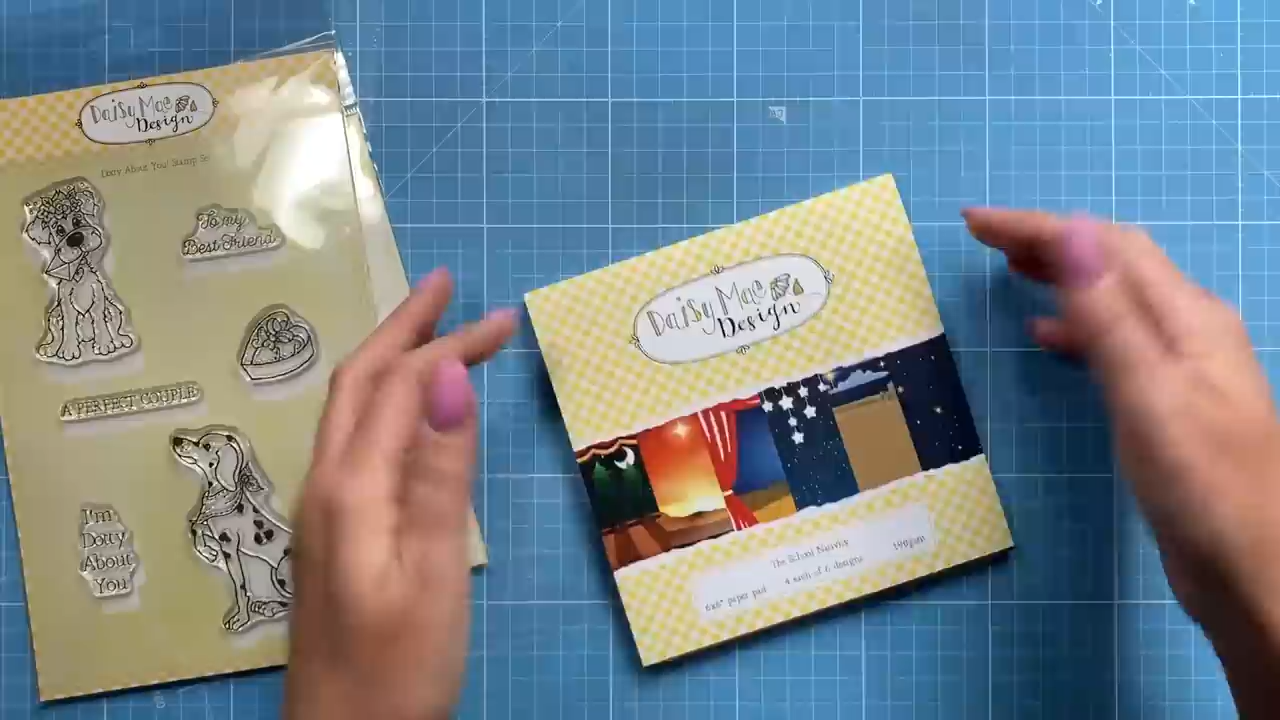 Daisy Mae
Design
Dotty About You! Stamp Set
To my
Best Friend
A PERFECT COUPLE
I'm
Dotty
About
You
Daisy Mae
Design
The School Nativity
4 each of 6 designs
6x6" paper pad
190gsm